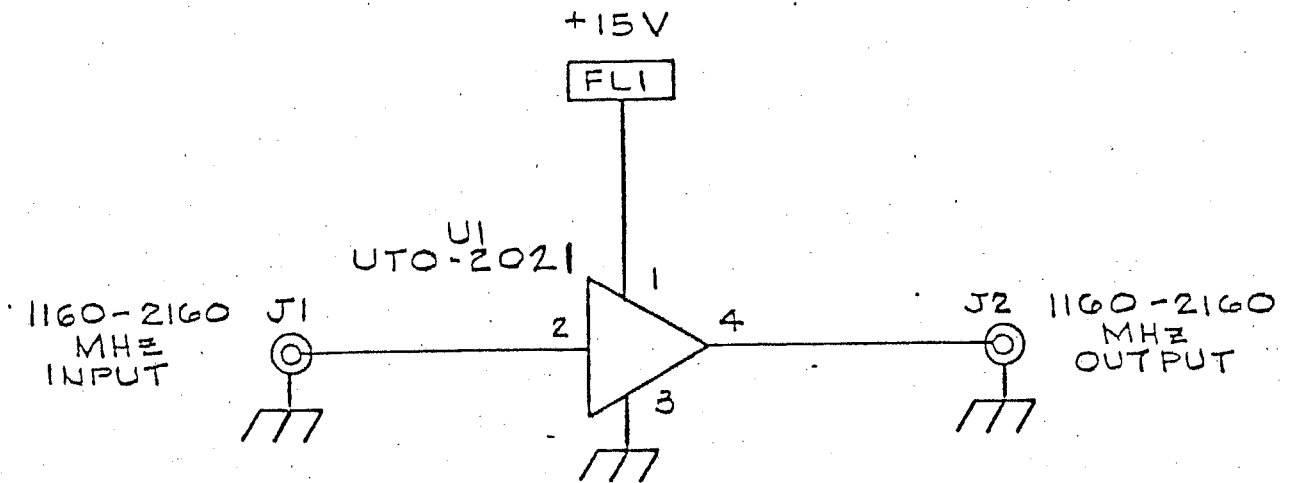 +15V
FL1
U1
UTO-2021
1
1160-2160
MHz
INPUT
J1
2
4
3
J2
1160-2160
MHz
OUTPUT